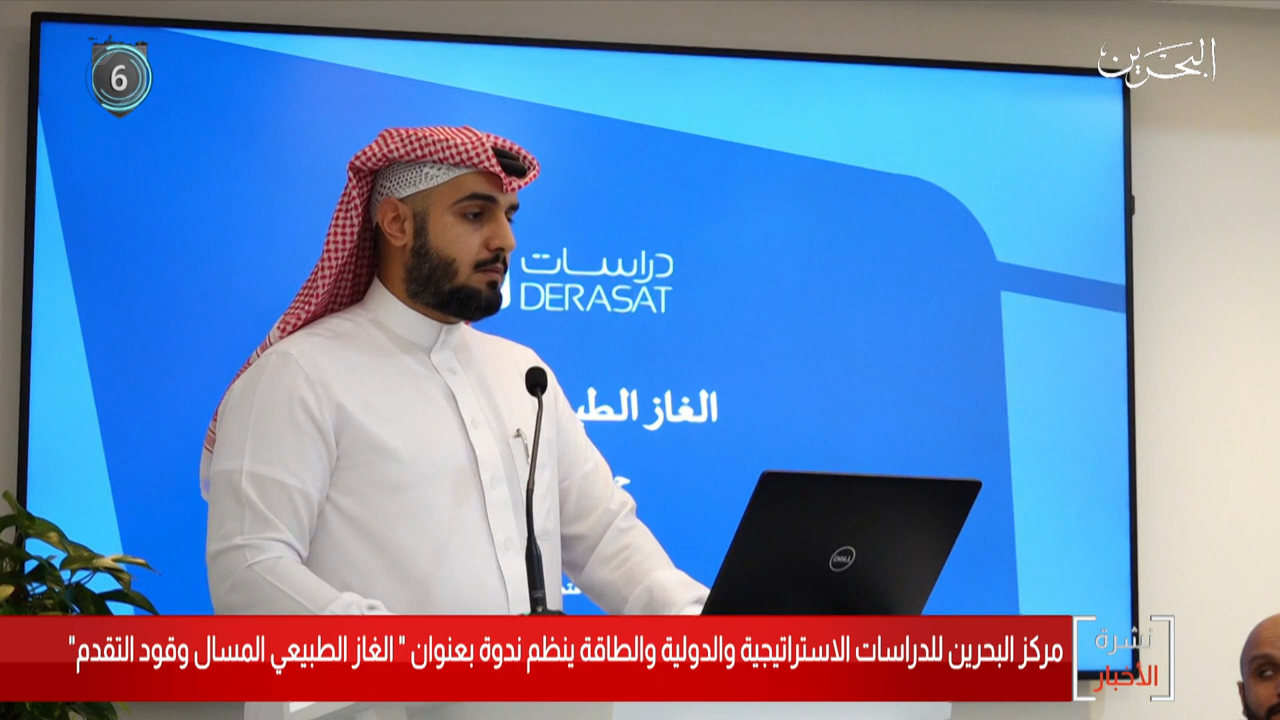 6
البحرين
دراسات
DERASAT
الغاز
DELL
مركز البحرين للدراسات الاستراتيجية والدولية والطاقة ينظم ندوة بعنوان " الغاز الطبيعي المسال وقود التقدم"
نشرة
الأخبار